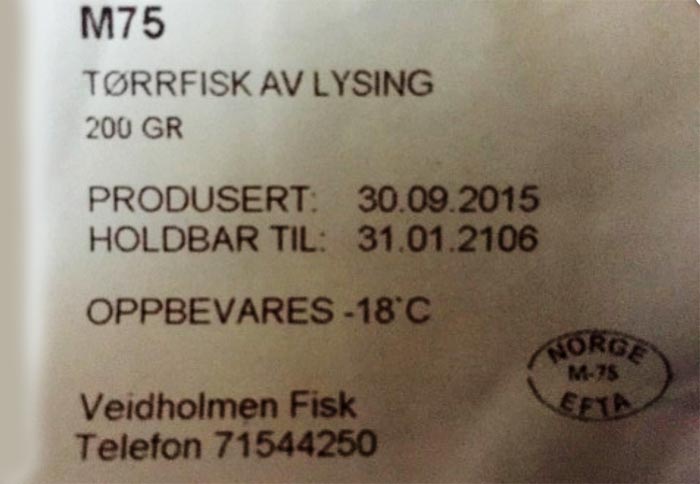 M75
TØRRFISK AV LYSING
200 GR
PRODUSERT: 30.09.2015
HOLDBAR TIL: 31.01.2106
OPPBEVARES -18°C
NORGE
M-75
EFTA
Veidholmen Fisk
Telefon 71544250